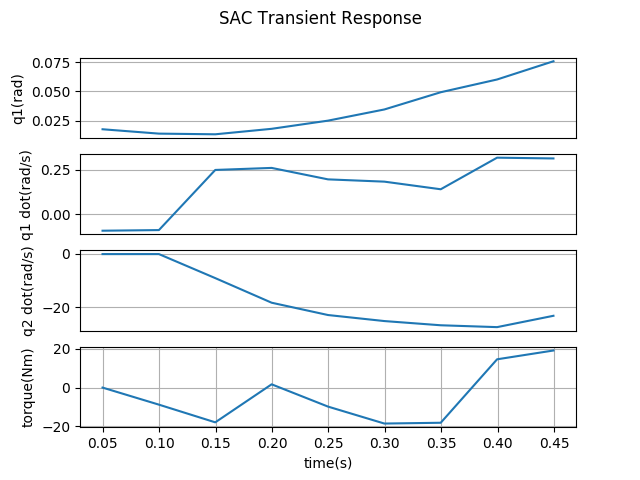 SAC Transient Response
q1(rad)
0.075
0.050
0.025
q1 dot(rad/s)
0.25
0.00
q2 dot(rad/s)
0
−20
torque(Nm)
20
0
−20
0.05 0.10 0.15 0.20 0.25 0.30 0.35 0.40 0.45
time(s)